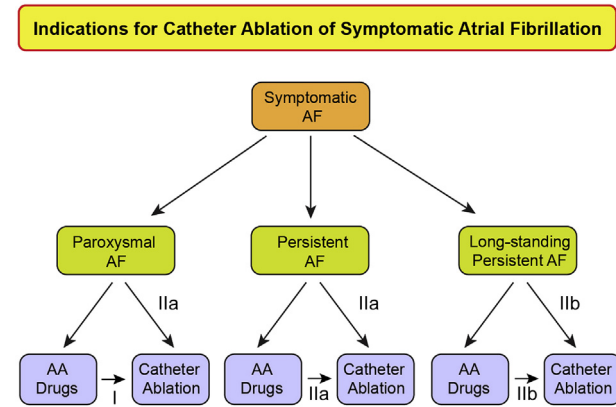 Indications for Catheter Ablation of Symptomatic Atrial Fibrillation
Symptomatic
AF
Paroxysmal
AF
Persistent
AF
Long-standing
Persistent AF
IIa
IIa
IIb
AA
Drugs
I
Catheter
Ablation
AA
Drugs
IIa
Catheter
Ablation
AA
Drugs
IIb
Catheter
Ablation